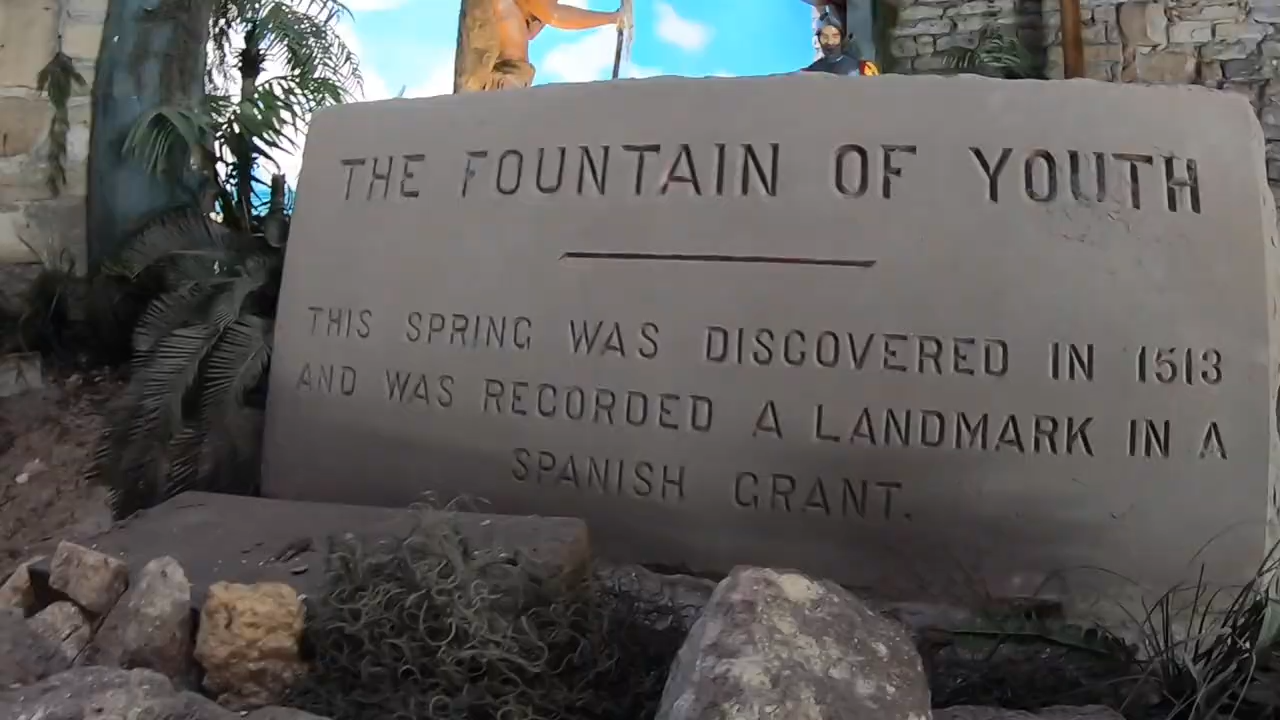 THE FOUNTAIN OF YOUTH
THIS SPRING WAS DISCOVERED IN 1513
AND WAS RECORDED A LANDMARK IN A
SPANISH GRANT.